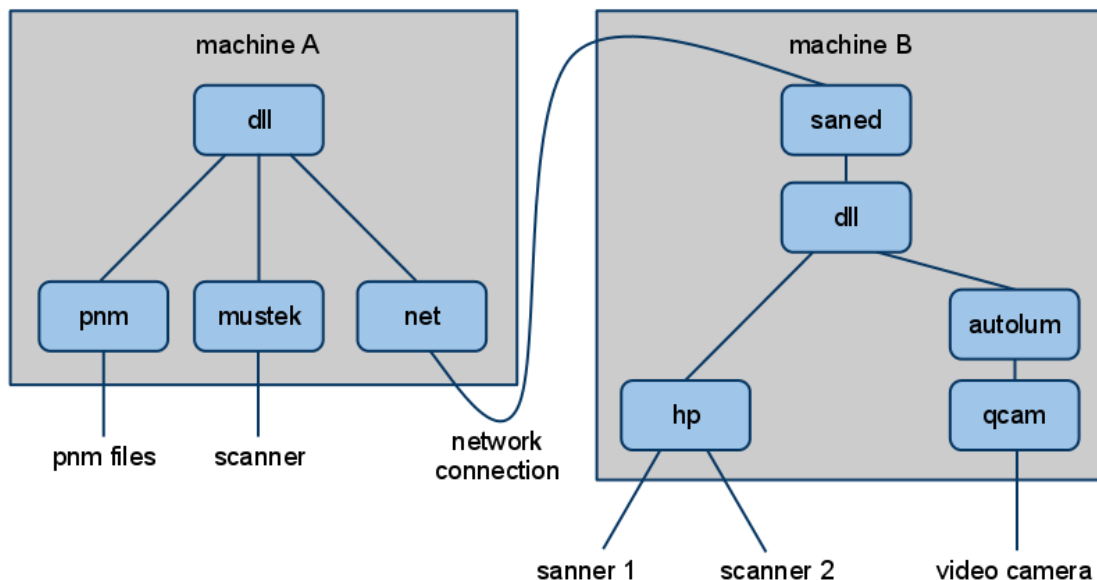 machine A
dll
pnm
mustek
net
pnm files
scanner
network
connection
machine B
saned
dll
autolum
hp
qcam
sanner 1
scanner 2
video camera